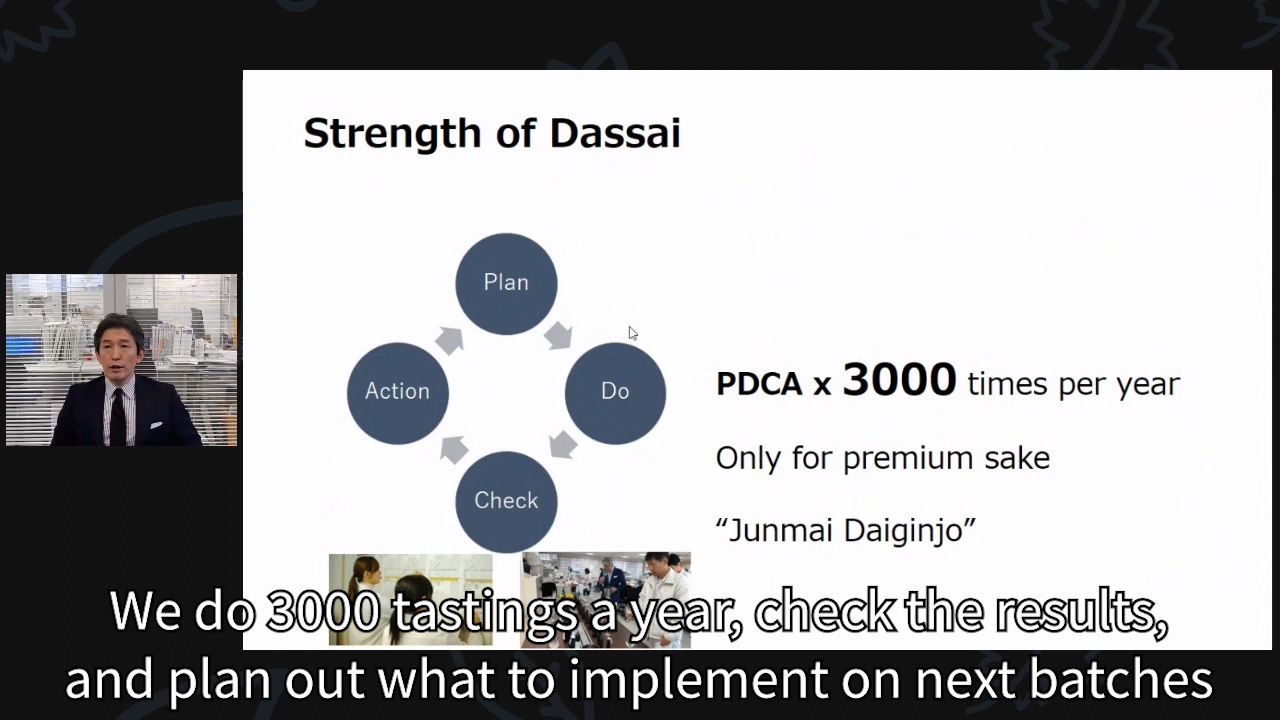 Strength of Dassai
Plan
Action
Do
Check
PDCA x 3000 times per year
Only for premium sake
“Junmai Daiginjo”
We do 3000 tastings a year, check the results,
and plan out what to implement on next batches